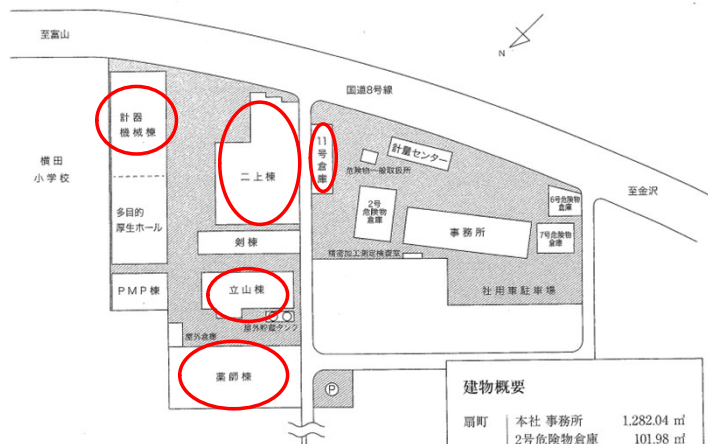 至富山
N
国道8号線
計器
機械棟
横田
小学校
二上棟
11号倉庫
計量センター
危険物一般取扱所
至金沢
多目的
厚生ホール
2号
危険物
倉庫
事務所
6号危険物
倉庫
7号危険物
倉庫
剣棟
精密加工測定検査室
PMP棟
立山棟
社用車駐車場
屋外貯蔵タンク
屋外倉庫
薬師棟
P
建物概要
扇町 本社 事務所 1,282.04 ㎡
2号危険物倉庫 101.98 ㎡